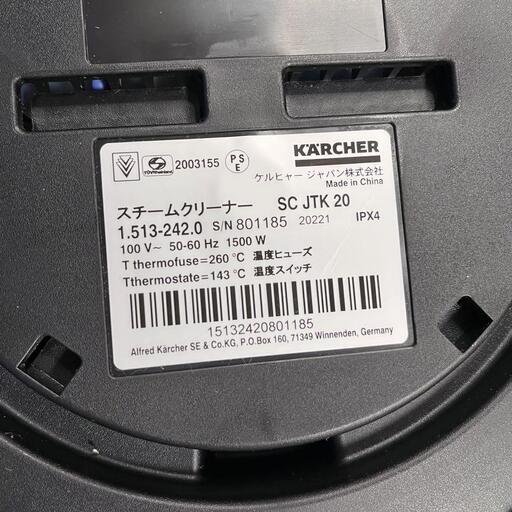 TÜVRheinland 2003155 PSE KÄRCHER
ケルヒャー ジャパン株式会社
Made in China
スチームクリーナー SC JTK 20
1.513-242.0 S/N 801185 20221 IPX4
100 V~ 50-60 Hz 1500 W
T thermofuse=260 °C 温度ヒューズ
Tthermostate=143 °C 温度スイッチ
15132420801185
Alfred Kärcher SE & Co.KG, P.O.Box 160, 71349 Winnenden, Germany